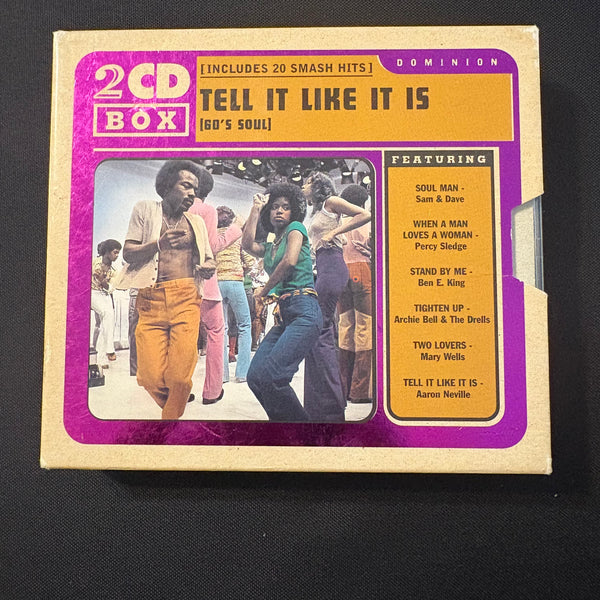 2CD
BOX
[INCLUDES 20 SMASH HITS]
DOMINION
TELL IT LIKE IT IS
[60'S SOUL]
FEATURING
SOUL MAN -
Sam & Dave
WHEN A MAN
LOVES A WOMAN -
Percy Sledge
STAND BY ME -
Ben E. King
TIGHTEN UP -
Archie Bell & The Drells
TWO LOVERS -
Mary Wells
TELL IT LIKE IT IS -
Aaron Neville